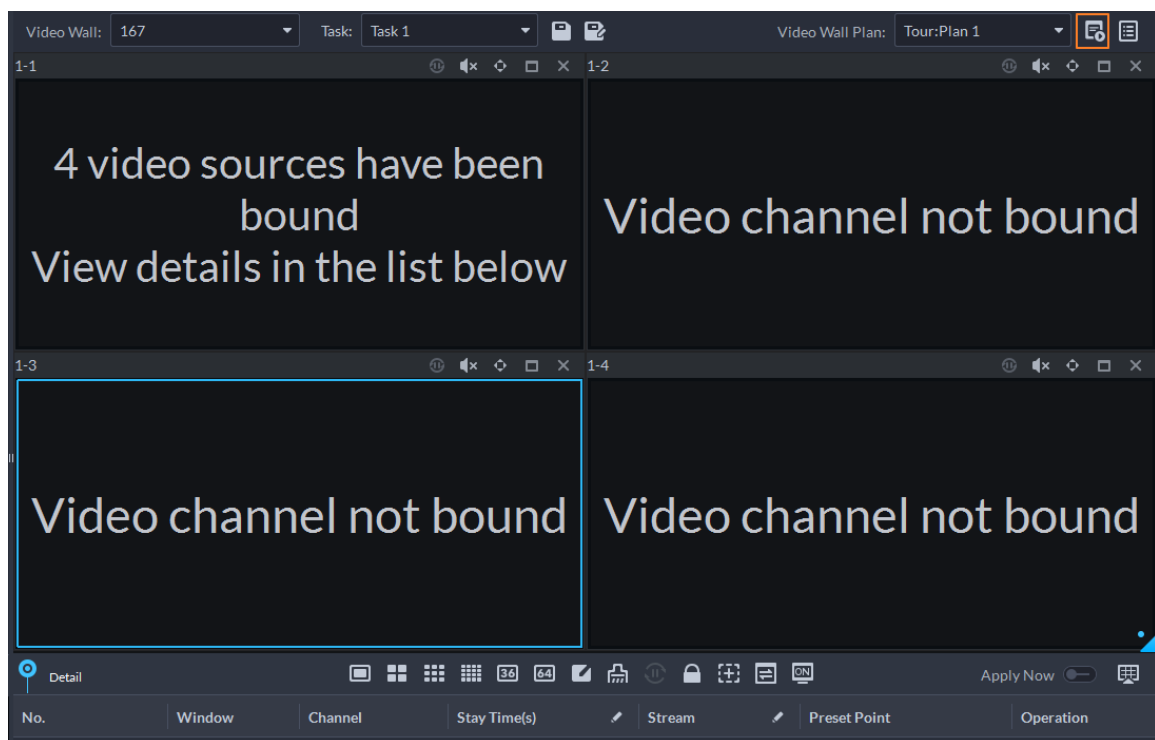 Video Wall: 167 Task: Task 1 Video Wall Plan: Tour:Plan 1
1-1
1-2
4 video sources have been
bound
View details in the list below
Video channel not bound
1-3
1-4
Video channel not bound
Video channel not bound
Detail 36 64 ON Apply Now
No. Window Channel Stay Time(s) Stream Preset Point Operation